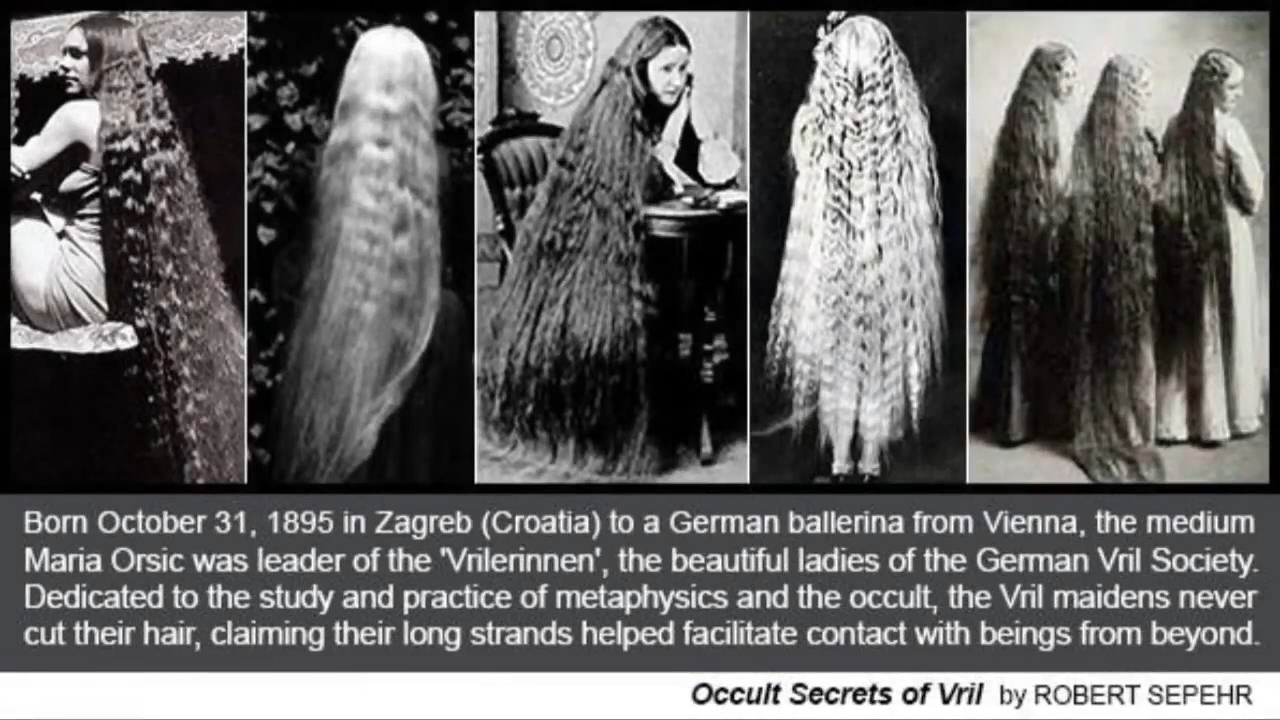 Born October 31, 1895 in Zagreb (Croatia) to a German ballerina from Vienna, the medium
Maria Orsic was leader of the 'Vrilerinnen', the beautiful ladies of the German Vril Society.
Dedicated to the study and practice of metaphysics and the occult, the Vril maidens never
cut their hair, claiming their long strands helped facilitate contact with beings from beyond.
Occult Secrets of Vril by ROBERT SEPEHR